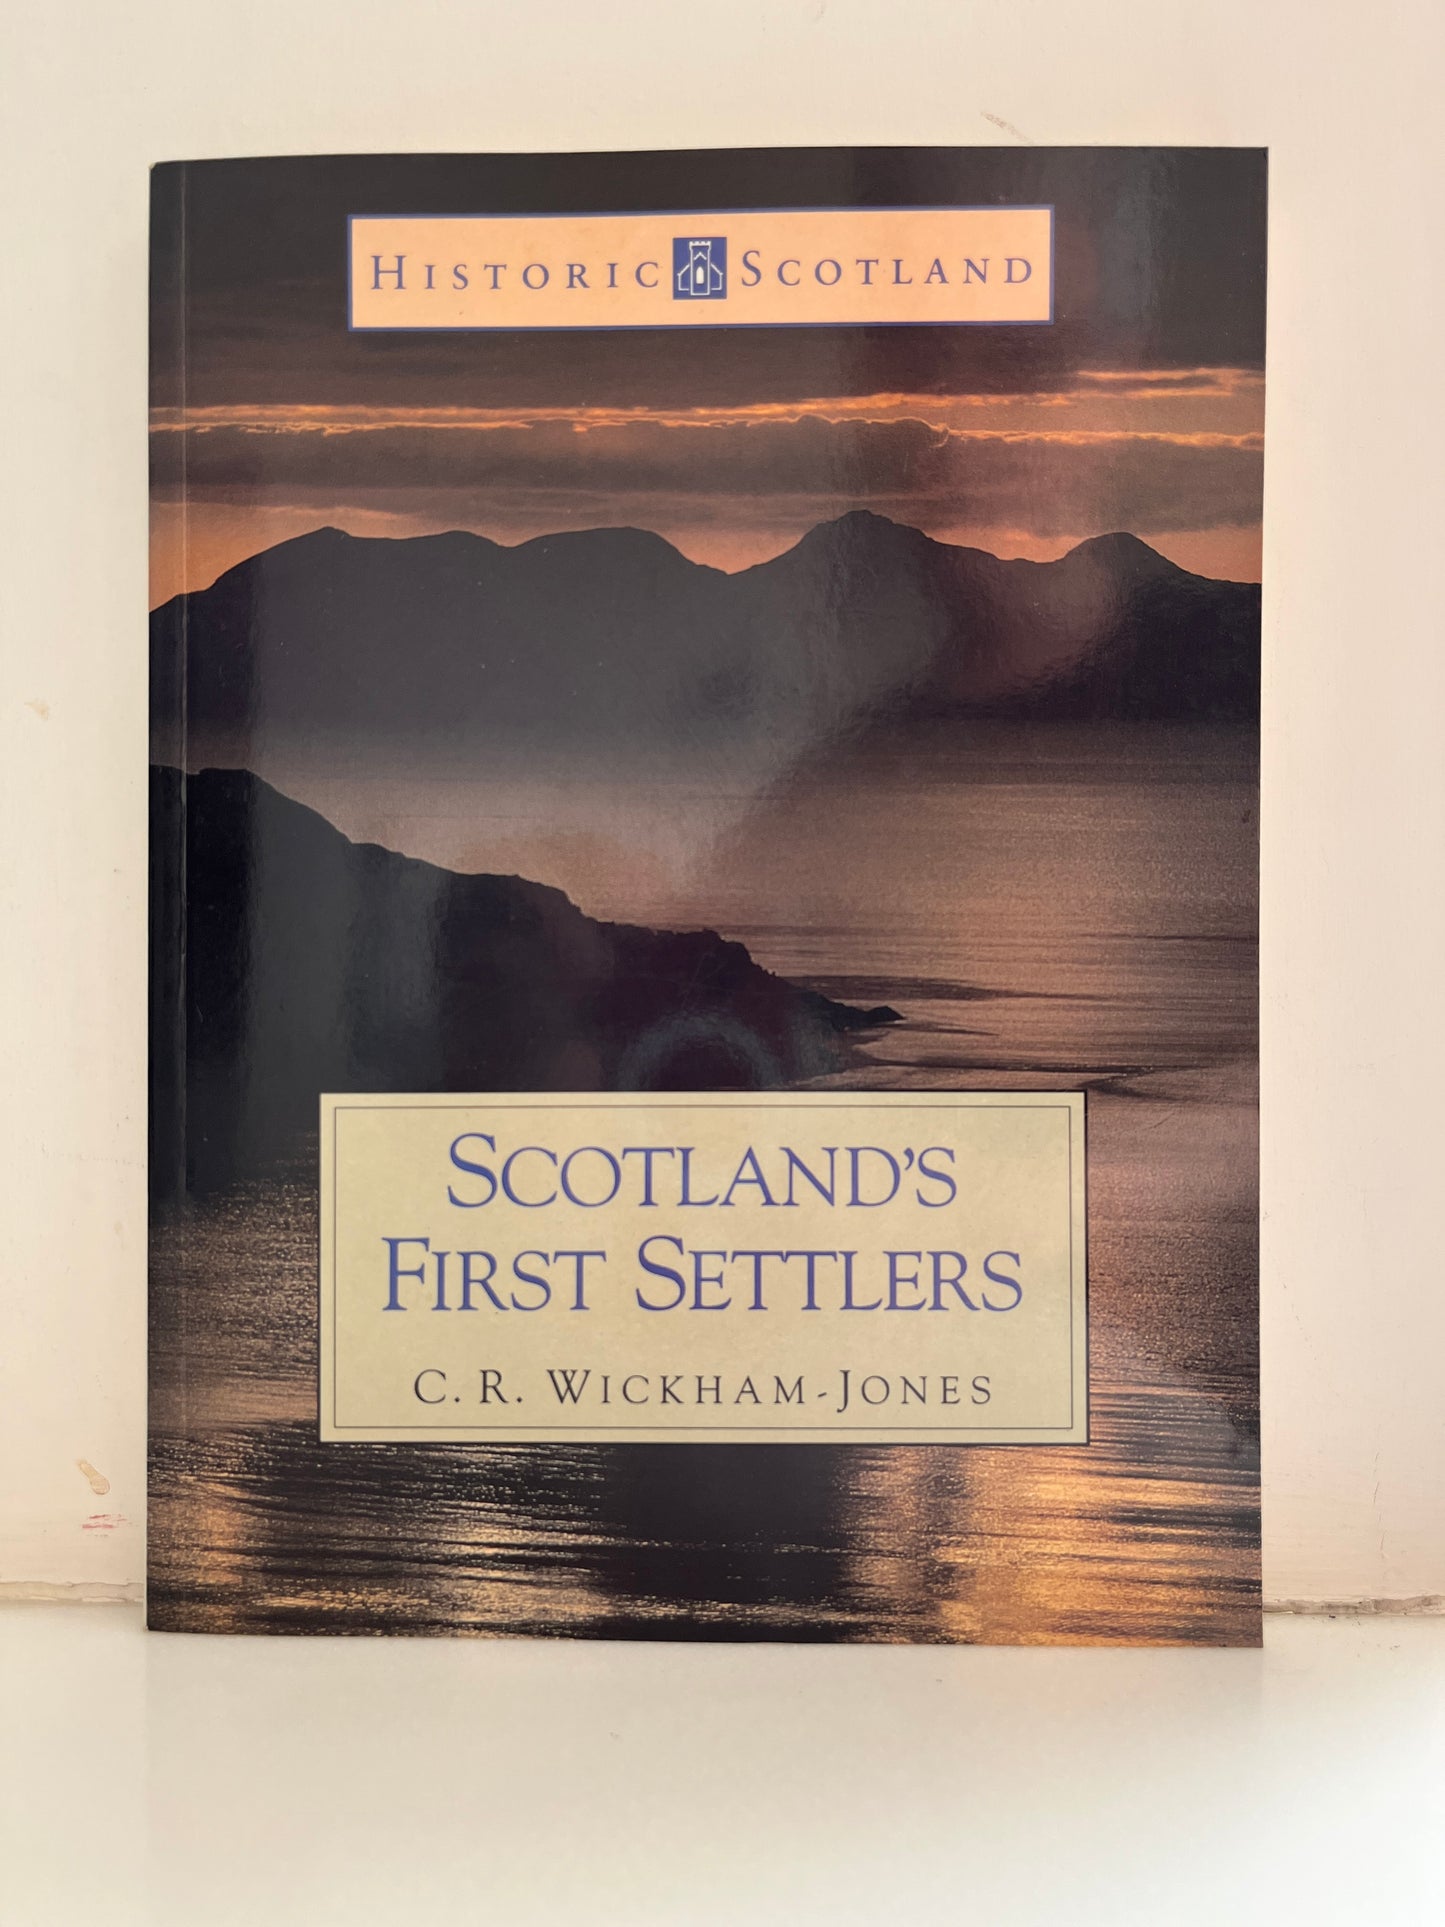 HISTORIC SCOTLAND
SCOTLAND'S
FIRST SETTLERS
C. R. WICKHAM-JONES